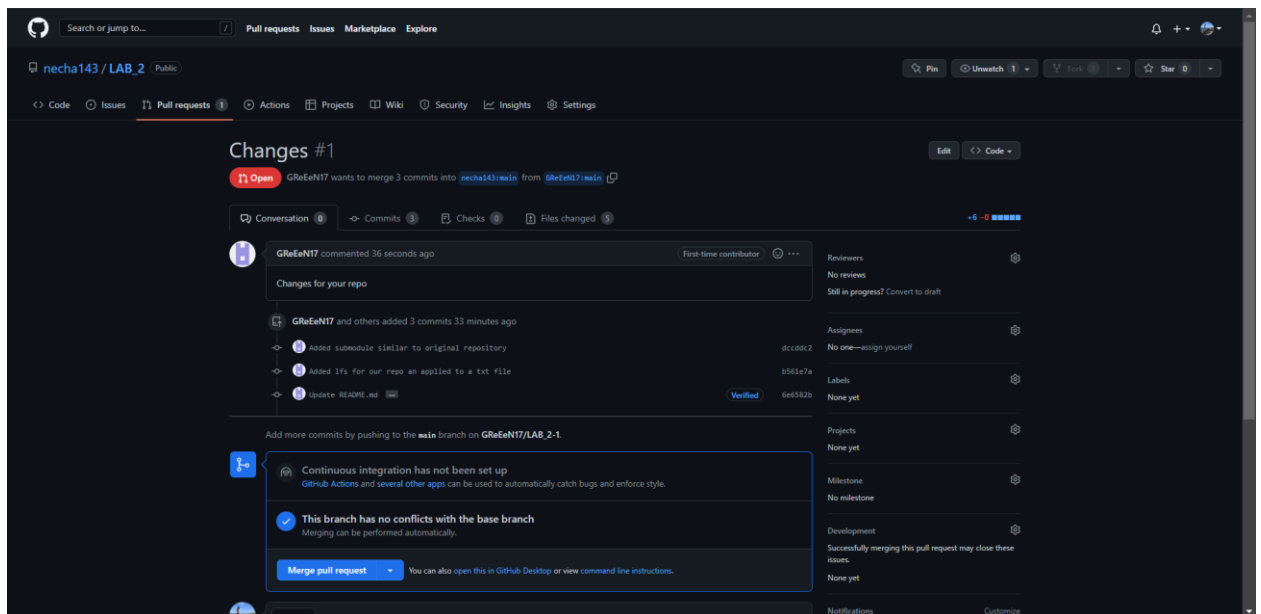 Search or jump to... /
Pull requests Issues Marketplace Explore
necha143 / LAB_2 Public
Pin Unwatch 1 Fork Star 0
Code Issues Pull requests 1 Actions Projects Wiki Security Insights Settings
Changes #1
Edit Code
Open GReEeN17 wants to merge 3 commits into necha143:main from GReEeN17:main
Conversation 0 Commits 3 Checks 0 Files changed 5
+6 −0
GReEeN17 commented 36 seconds ago First-time contributor
Changes for your repo
GReEeN17 and others added 3 commits 33 minutes ago
Added submodule similar to original repository dccddc2
Added lfs for our repo an applied to a txt file b561e7a
Update README.md Verified 6e6582b
Add more commits by pushing to the main branch on GReEeN17/LAB_2-1.
Continuous integration has not been set up
GitHub Actions and several other apps can be used to automatically catch bugs and enforce style.
This branch has no conflicts with the base branch
Merging can be performed automatically.
Merge pull request You can also open this in GitHub Desktop or view command line instructions.
Reviewers
No reviews
Still in progress? Convert to draft
Assignees
No one—assign yourself
Labels
None yet
Projects
None yet
Milestone
No milestone
Development
Successfully merging this pull request may close these
issues.
None yet
Notifications Customize